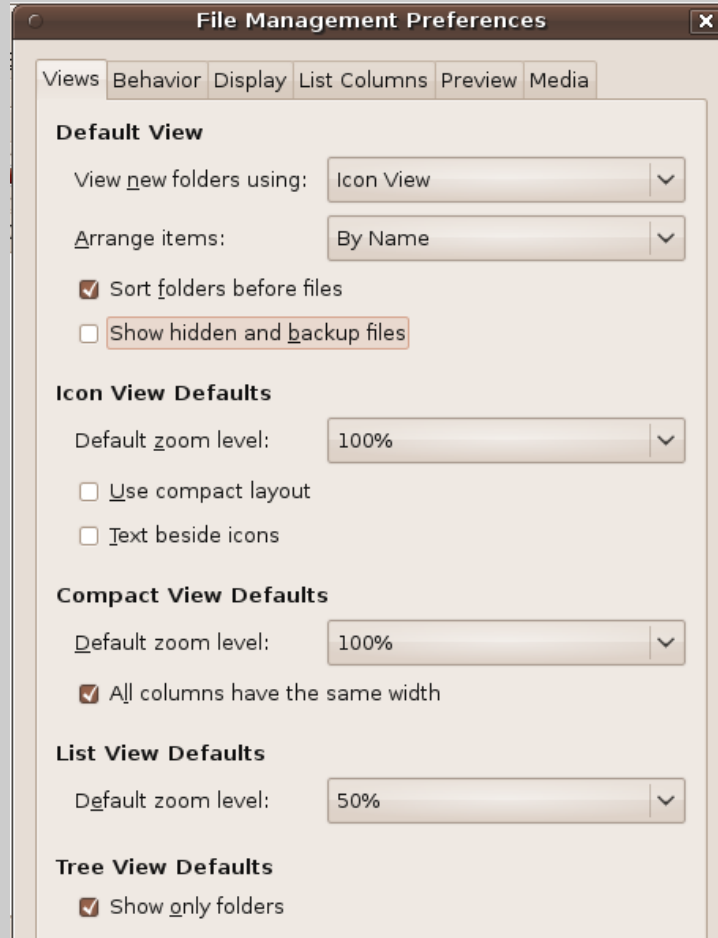 File Management Preferences
Views Behavior Display List Columns Preview Media
Default View
View new folders using: Icon View
Arrange items: By Name
Sort folders before files
Show hidden and backup files
Icon View Defaults
Default zoom level: 100%
Use compact layout
Text beside icons
Compact View Defaults
Default zoom level: 100%
All columns have the same width
List View Defaults
Default zoom level: 50%
Tree View Defaults
Show only folders